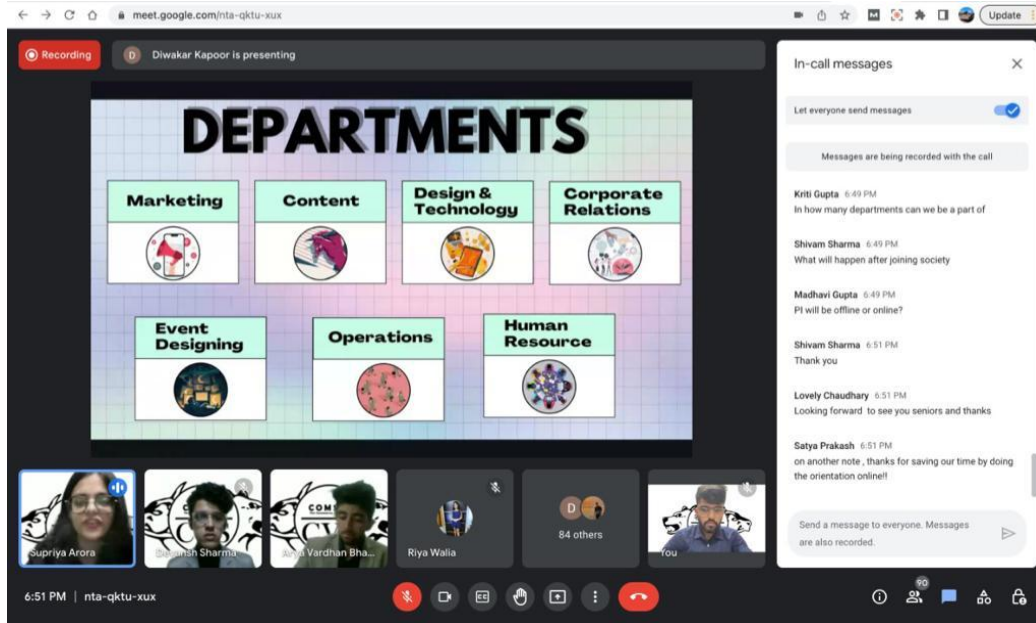 meet.google.com/nta-qktu-xux
Update
Recording
D
Diwakar Kapoor is presenting
DEPARTMENTS
Marketing
Content
Design &
Technology
Corporate
Relations
Event
Designing
Operations
Human
Resource
Supriya Arora
Sharma
Vardhan Bha...
Riya Walia
D
84 others
You
In-call messages
Let everyone send messages
Messages are being recorded with the call
Kriti Gupta 6:49 PM
In how many departments can we be a part of
Shivam Sharma 6:49 PM
What will happen after joining society
Madhavi Gupta 6:49 PM
PI will be offline or online?
Shivam Sharma 6:51 PM
Thank you
Lovely Chaudhary 6:51 PM
Looking forward to see you seniors and thanks
Satya Prakash 6:51 PM
on another note , thanks for saving our time by doing
the orientation online!!
Send a message to everyone. Messages
are also recorded.
6:51 PM | nta-qktu-xux
90